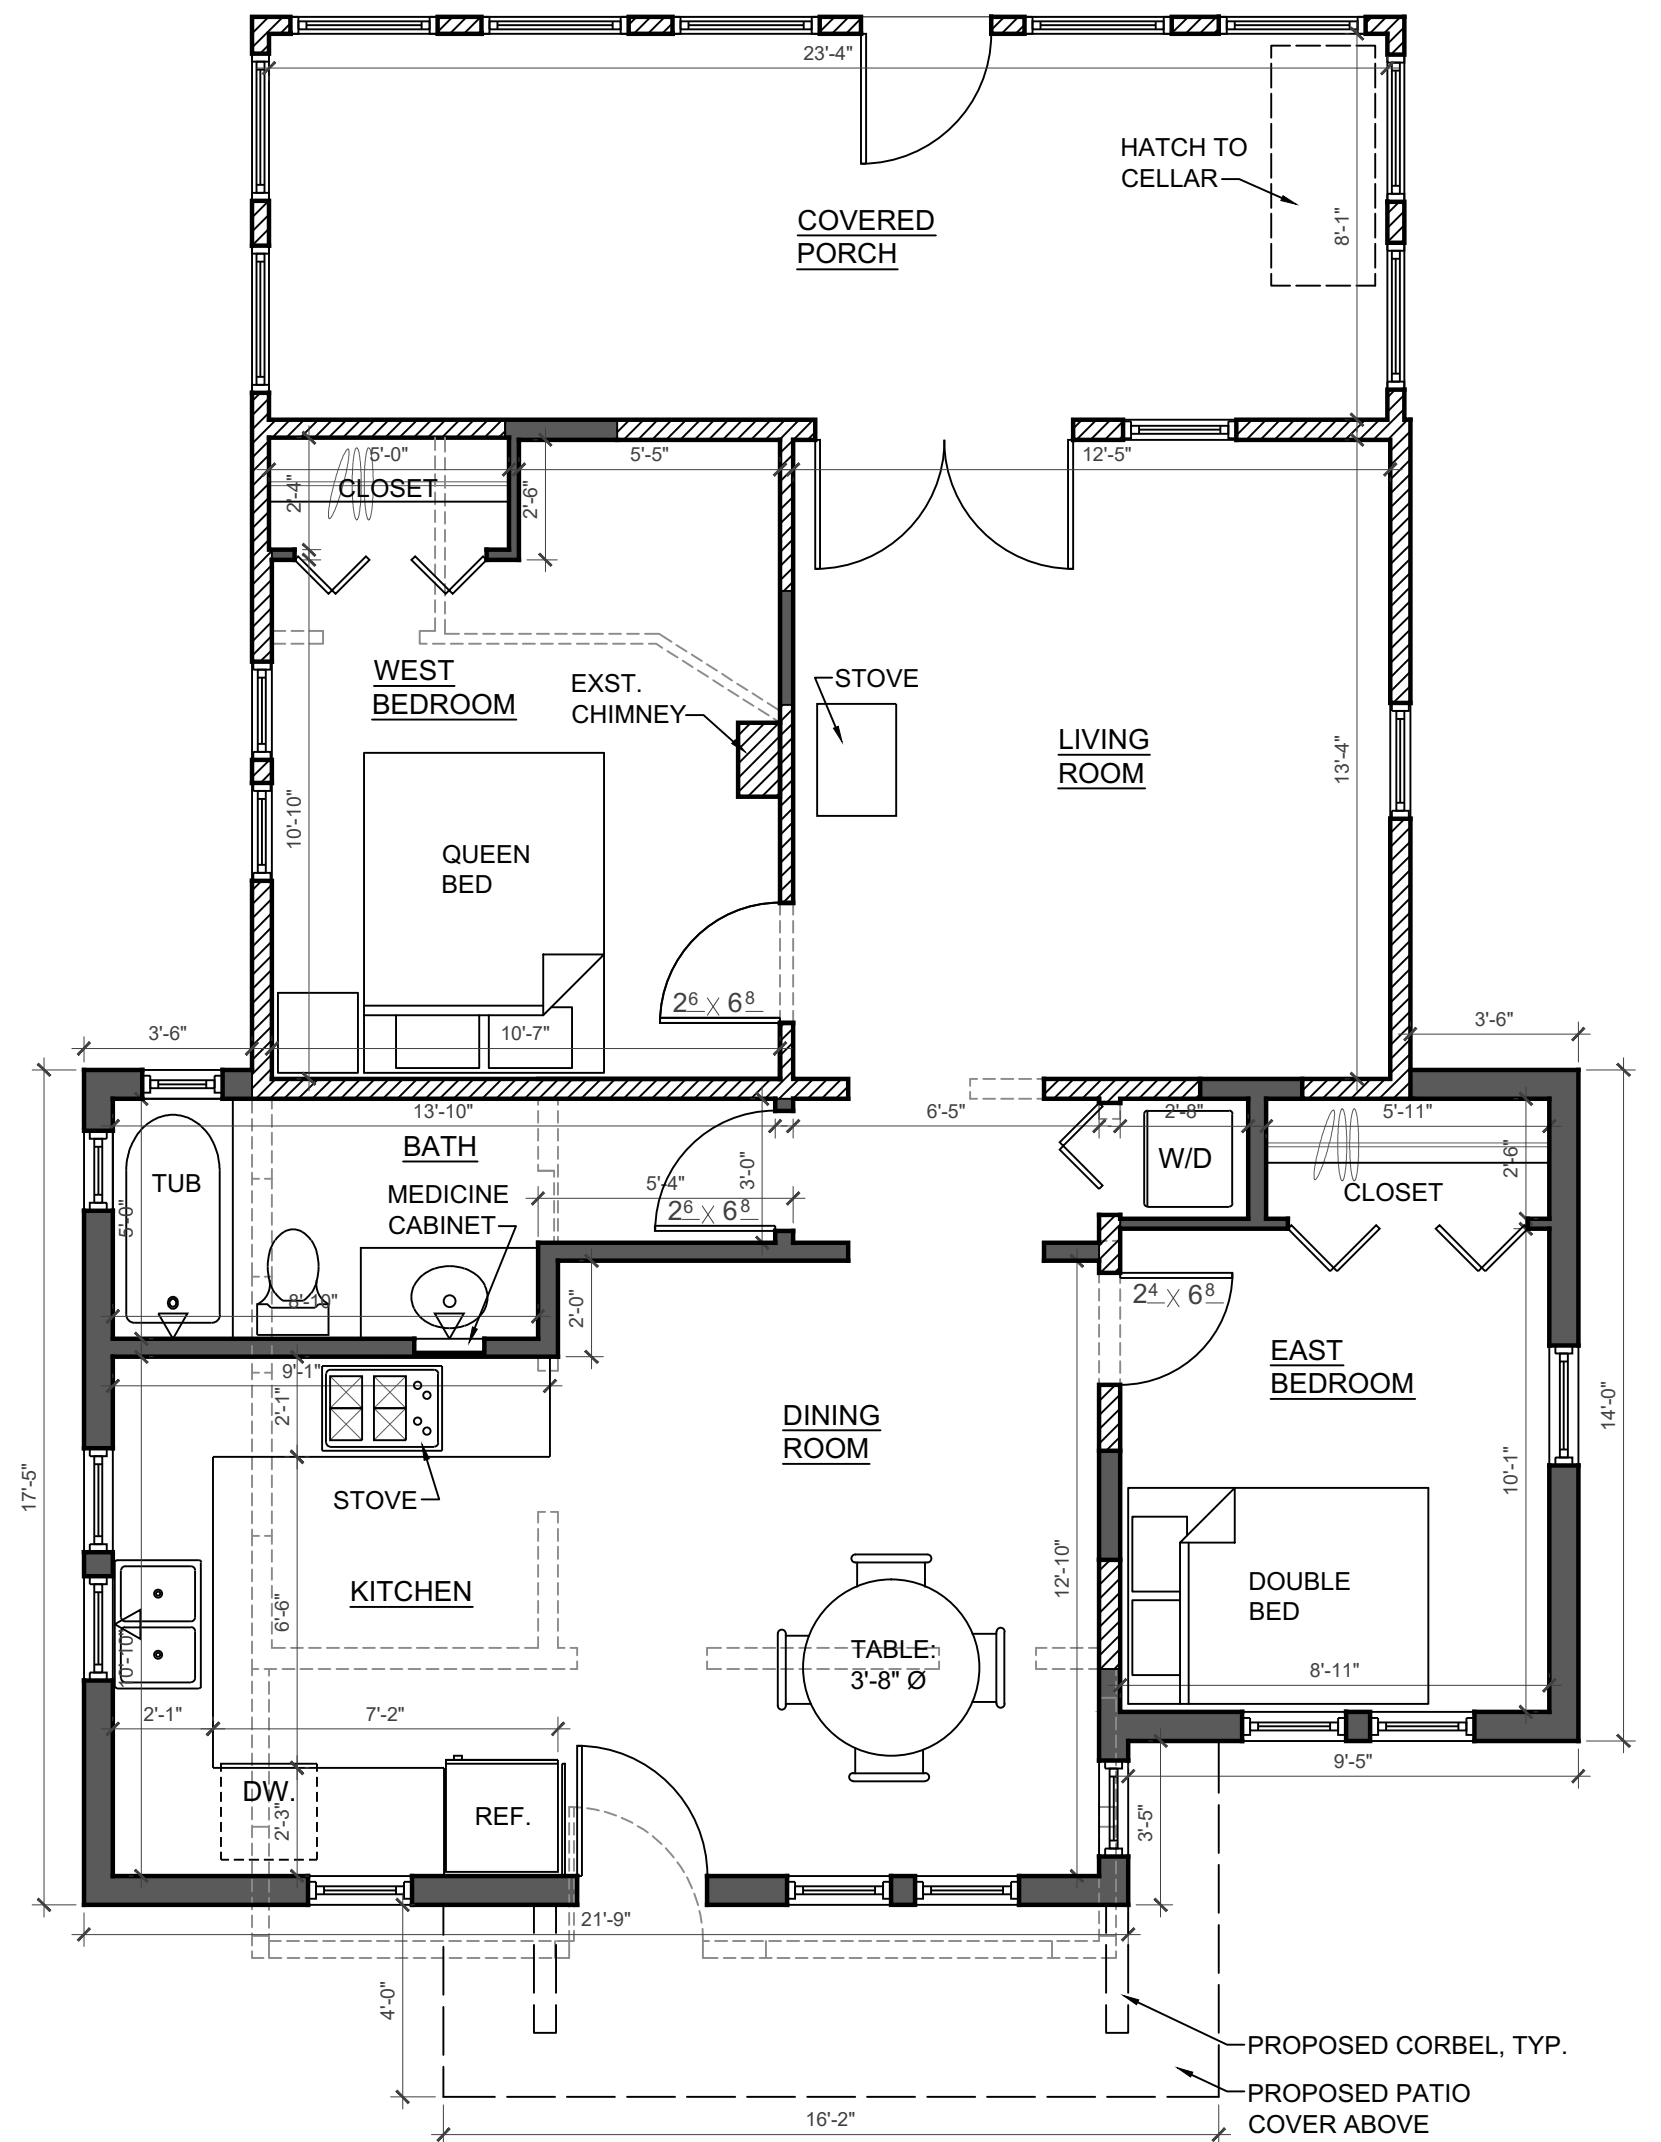 23'-4"
HATCH TO
CELLAR
COVERED
PORCH
8'-1"
5'-0"
5'-5"
12'-5"
CLOSET
2'-4"
2'-6"
WEST
BEDROOM
EXST.
CHIMNEY
STOVE
LIVING
ROOM
13'-4"
10'-10"
QUEEN
BED
2⁶ X 6⁸
10'-7"
3'-6"
3'-6"
13'-10"
6'-5"
2'-8"
5'-11"
BATH
TUB
5'-0"
MEDICINE
CABINET
5'-4"
3'-0"
2⁶ X 6⁸
W/D
2'-6"
CLOSET
8'-10"
2'-0"
2⁴ X 6⁸
EAST
BEDROOM
14'-0"
9'-1"
2'-1"
STOVE
DINING
ROOM
17'-5"
10'-1"
12'-10"
KITCHEN
6'-6"
DOUBLE
BED
TABLE:
3'-8" Ø
8'-11"
2'-1"
7'-2"
9'-5"
DW.
2'-3"
REF.
3'-5"
21'-9"
4'-0"
PROPOSED CORBEL, TYP.
PROPOSED PATIO
COVER ABOVE
16'-2"